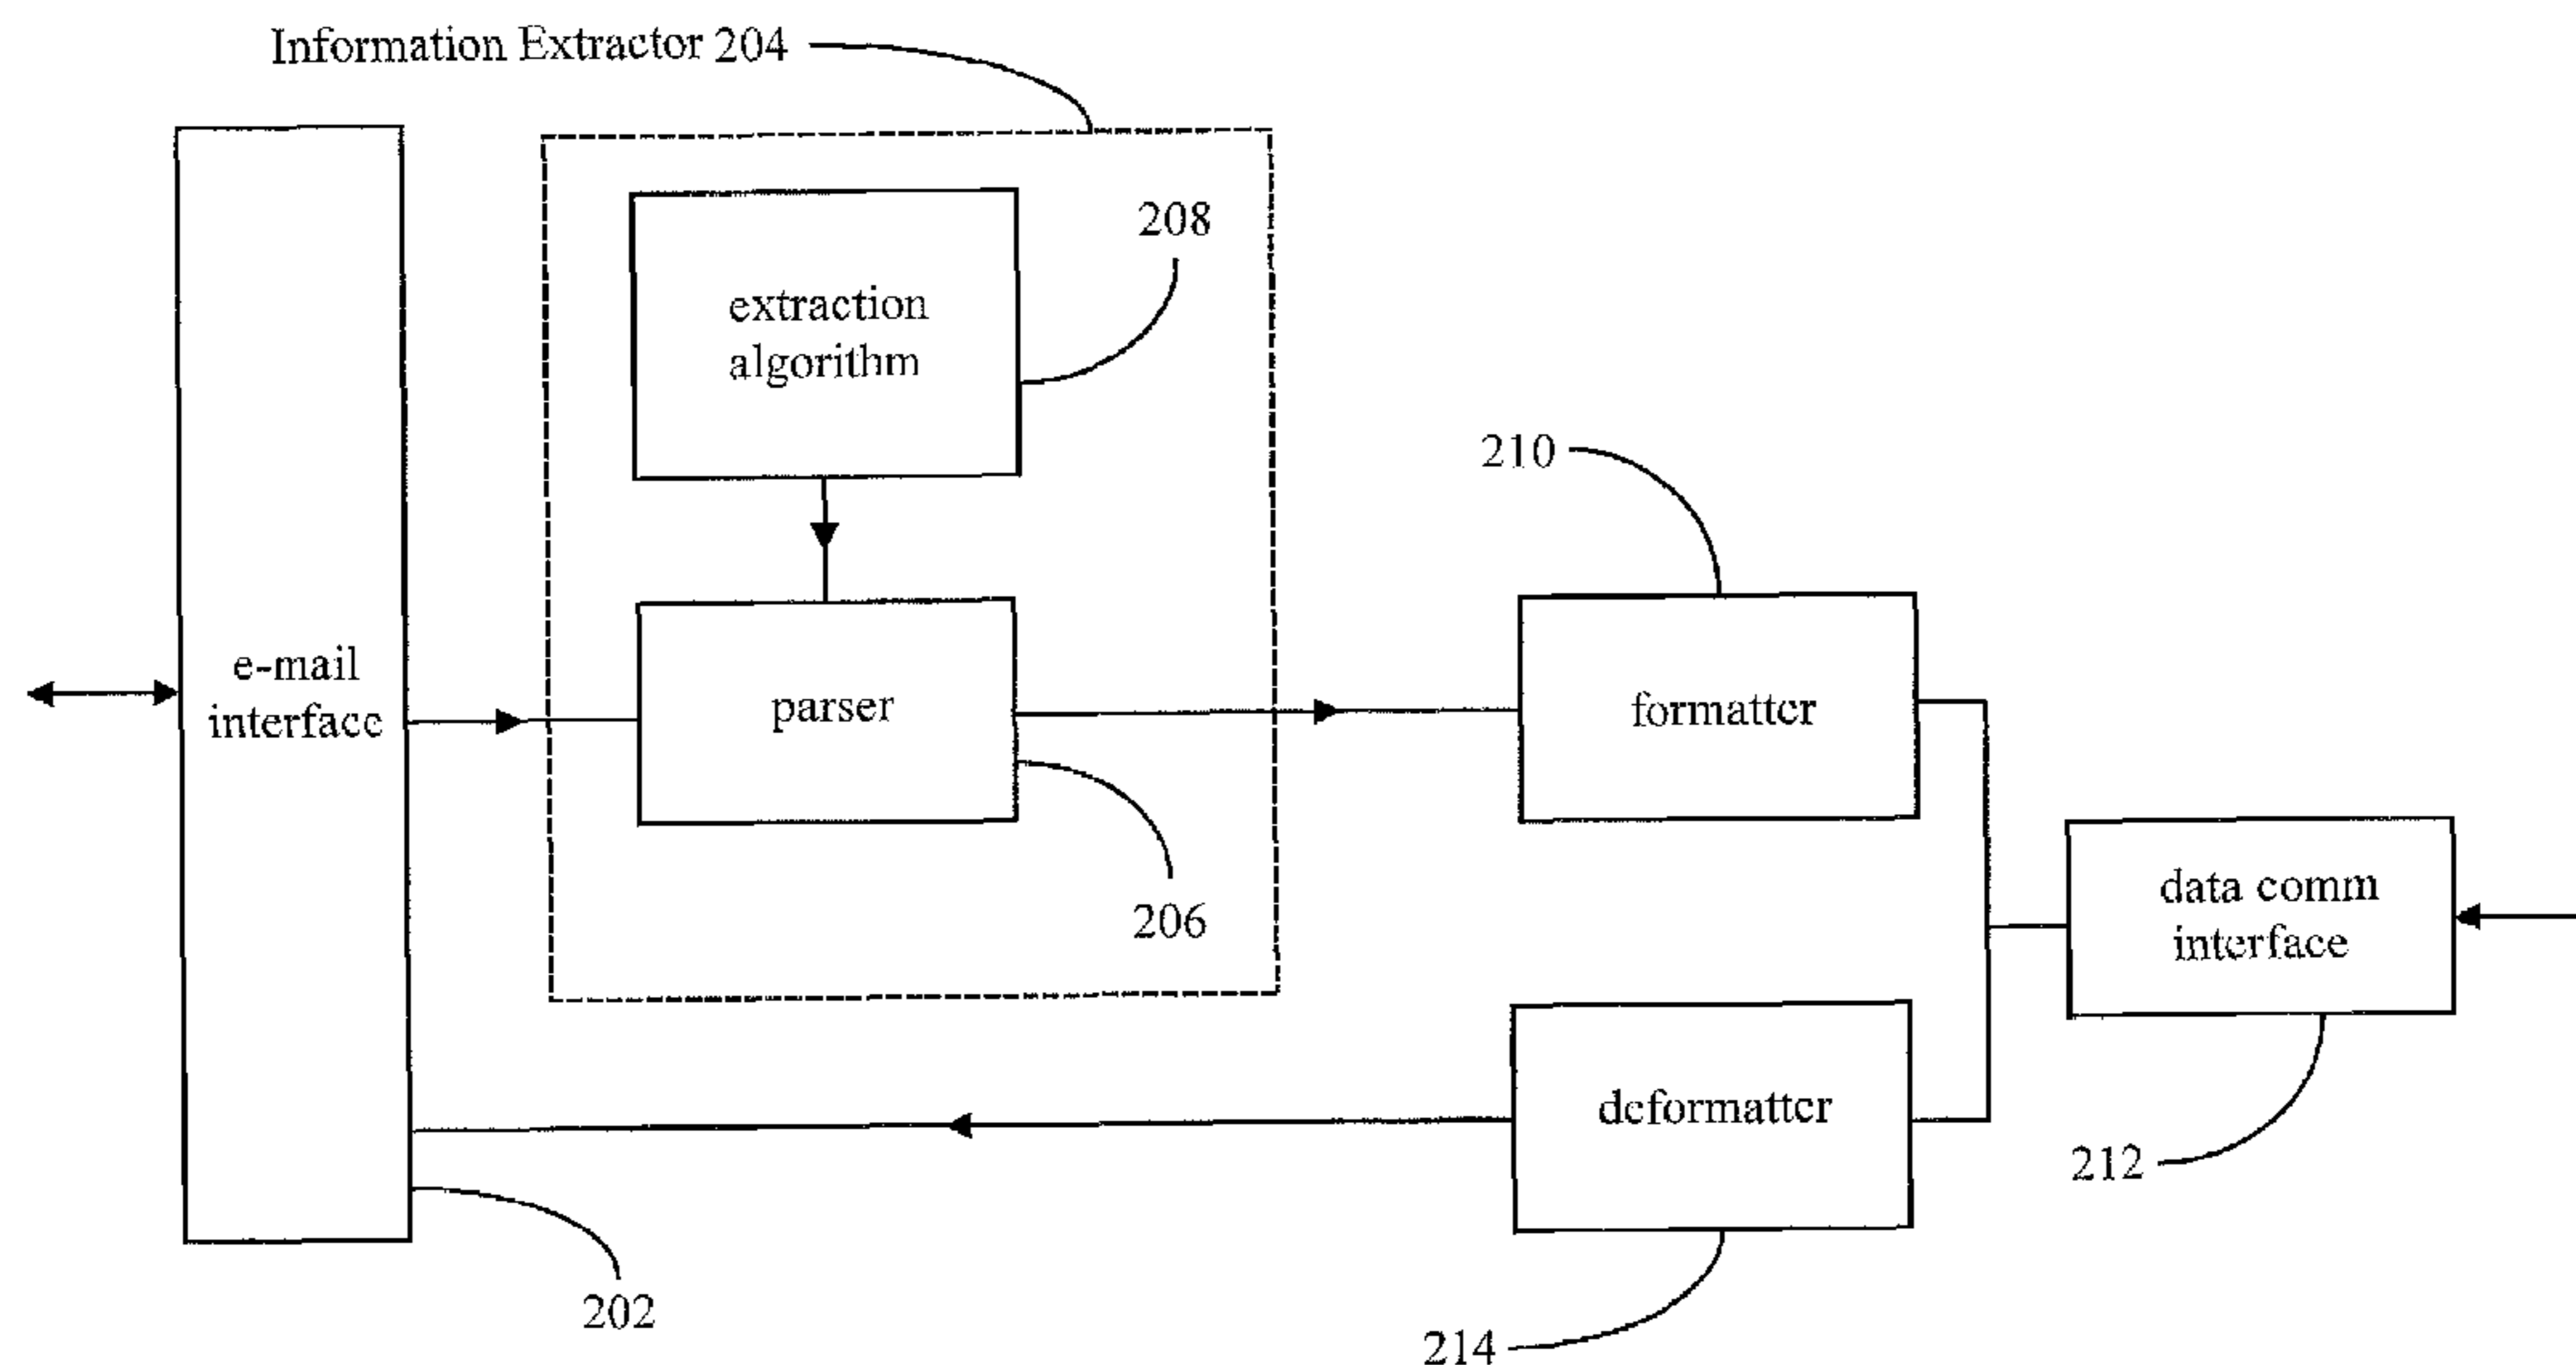 Information Extractor 204
208
extraction
algorithm
210
e-mail
interface
parser
formatter
206
data comm
interface
deformatter
212
202
214